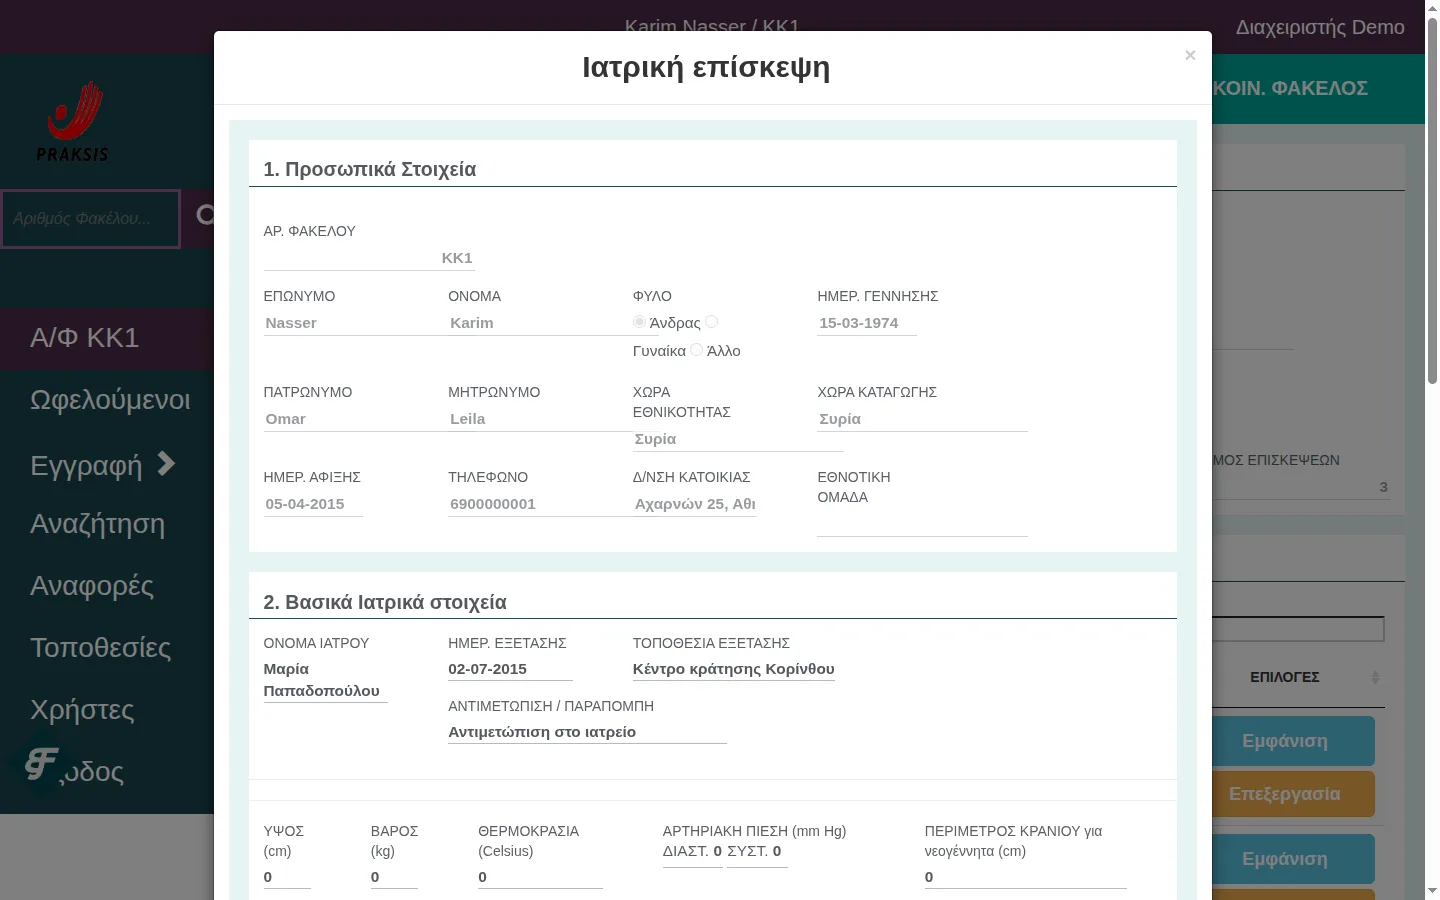 Karim Nasser / KK1
Διαχειριστής Demo
Ιατρική επίσκεψη
×
ΚΟΙΝ. ΦΑΚΕΛΟΣ
PRAKSIS
Αριθμός Φακέλου...
Α/Φ KK1
Ωφελούμενοι
Εγγραφή
Αναζήτηση
Αναφορές
Τοποθεσίες
Χρήστες
1. Προσωπικά Στοιχεία
ΑΡ. ΦΑΚΕΛΟΥ
KK1
ΕΠΩΝΥΜΟ ΟΝΟΜΑ ΦΥΛΟ ΗΜΕΡ. ΓΕΝΝΗΣΗΣ
Nasser Karim Άνδρας 15-03-1974
Γυναίκα Άλλο
ΠΑΤΡΩΝΥΜΟ ΜΗΤΡΩΝΥΜΟ ΧΩΡΑ ΧΩΡΑ ΚΑΤΑΓΩΓΗΣ
ΕΘΝΙΚΟΤΗΤΑΣ
Omar Leila Συρία
Συρία
ΗΜΕΡ. ΑΦΙΞΗΣ ΤΗΛΕΦΩΝΟ Δ/ΝΣΗ ΚΑΤΟΙΚΙΑΣ ΕΘΝΟΤΙΚΗ
ΟΜΑΔΑ
05-04-2015 6900000001 Αχαρνών 25,
2. Βασικά Ιατρικά στοιχεία
ΟΝΟΜΑ ΙΑΤΡΟΥ ΗΜΕΡ. ΕΞΕΤΑΣΗΣ ΤΟΠΟΘΕΣΙΑ ΕΞΕΤΑΣΗΣ
Μαρία 02-07-2015 Κέντρο κράτησης Κορίνθου
Παπαδοπούλου
ΑΝΤΙΜΕΤΩΠΙΣΗ / ΠΑΡΑΠΟΜΠΗ
Αντιμετώπιση στο ιατρείο
ΥΨΟΣ ΒΑΡΟΣ ΘΕΡΜΟΚΡΑΣΙΑ ΑΡΤΗΡΙΑΚΗ ΠΙΕΣΗ (mm Hg) ΠΕΡΙΜΕΤΡΟΣ ΚΡΑΝΙΟΥ για
(cm) (kg) (Celsius) ΔΙΑΣΤ. 0 ΣΥΣΤ. 0 νεογέννητα (cm)
0 0 0 0
ΕΠΙΣΚΕΨΕΩΝ
3
ΕΠΙΛΟΓΕΣ
Εμφάνιση
Επεξεργασία
Εμφάνιση